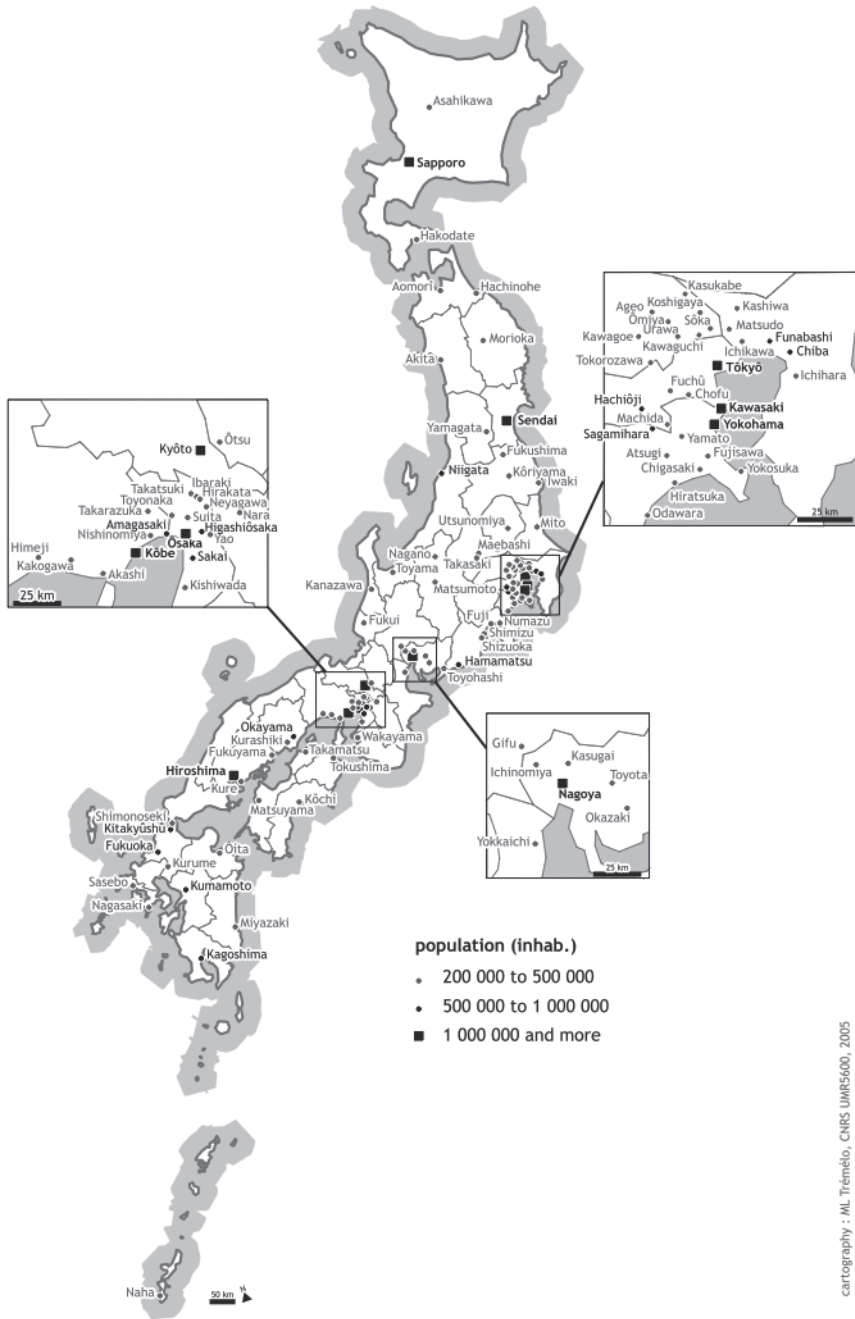 Asahikawa
Sapporo
Hakodate
Aomori
Hachinohe
Morioka
Akitâ
Sendai
Yamagata
Fukushima
Niigata
Kôriyama
Iwaki
Utsunomiya
Mito
Nagano
Maebashi
Toyama
Takasaki
Kanazawa
Matsumoto
Fukui
Fuji
Numazu
Shimizu
Shizuoka
Hamamatsu
Toyohashi
Okayama
Kurashiki
Fukuyama
Wakayama
Takamatsu
Tokushima
Hiroshima
Kure
Matsuyama
Kôchi
Shimonoseki
Kitakyûshû
Fukuoka
Ôita
Kurume
Sasebo
Kumamoto
Nagasaki
Miyazaki
Kagoshima
Naha
50 km
N
Kasukabe
Koshigaya
Ageo
Kashiwa
Ômiya
Sôka
Urawa
Matsudo
Kawagoe
Kawaguchi
Funabashi
Ichikawa
Chiba
Tokorozawa
Tôkyô
Ichihara
Fuchû
Chofu
Hachiôji
Kawasaki
Machida
Yokohama
Sagamihara
Yamato
Atsugi
Fujisawa
Chigasaki
Yokosuka
Hiratsuka
Odawara
25 km
Ôtsu
Kyôto
Ibaraki
Takatsuki
Hirakata
Toyonaka
Neyagawa
Takarazuka
Suita
Nara
Amagasaki
Higashiôsaka
Nishinomiya
Ôsaka
Yao
Himeji
Kôbe
Sakai
Kakogawa
Akashi
Kishiwada
25 km
Gifu
Kasugai
Ichinomiya
Toyota
Nagoya
Okazaki
Yokkaichi
25 km
population (inhab.)
200 000 to 500 000
500 000 to 1 000 000
1 000 000 and more
cartography : ML Trémélo, CNRS UMR5600, 2005